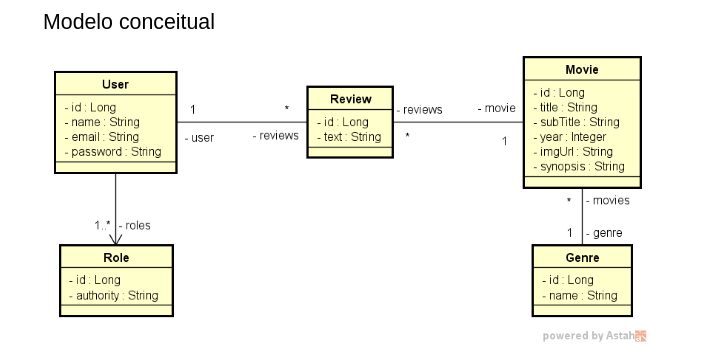 Modelo conceitual
User
- id : Long
- name : String
- email : String
- password : String
1
- user
*
- reviews
Review
- id : Long
- text : String
- reviews
*
- movie
1
Movie
- id : Long
- title : String
- subTitle : String
- year : Integer
- imgUrl : String
- synopsis : String
1..* - roles
* - movies
1 - genre
Role
- id : Long
- authority : String
Genre
- id : Long
- name : String
powered by Astah